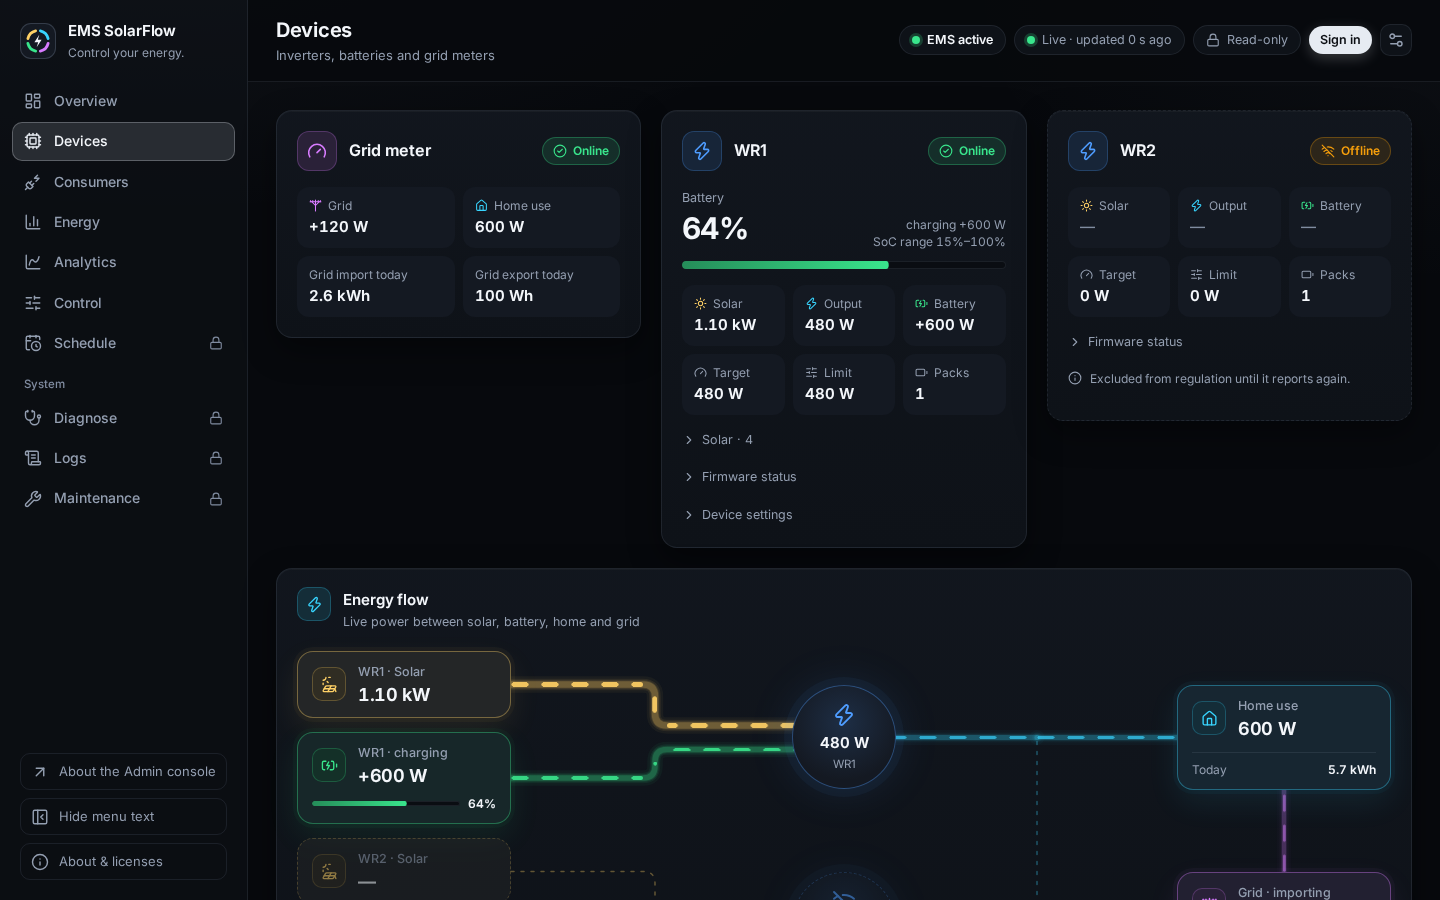 EMS SolarFlow
Control your energy.
Overview
Devices
Consumers
Energy
Analytics
Control
Schedule
System
Diagnose
Logs
Maintenance
About the Admin console
Hide menu text
About & licenses
Devices
Inverters, batteries and grid meters
EMS active
Live · updated 0 s ago
Read-only
Sign in
Grid meter
Online
Grid
+120 W
Home use
600 W
Grid import today
2.6 kWh
Grid export today
100 Wh
WR1
Online
Battery
64%
charging +600 W
SoC range 15%–100%
Solar
1.10 kW
Output
480 W
Battery
+600 W
Target
480 W
Limit
480 W
Packs
1
Solar · 4
Firmware status
Device settings
WR2
Offline
Solar
—
Output
—
Battery
—
Target
0 W
Limit
0 W
Packs
1
Firmware status
Excluded from regulation until it reports again.
Energy flow
Live power between solar, battery, home and grid
WR1 · Solar
1.10 kW
WR1 · charging
+600 W
64%
WR2 · Solar
—
480 W
WR1
Home use
600 W
Today
5.7 kWh
Grid · importing